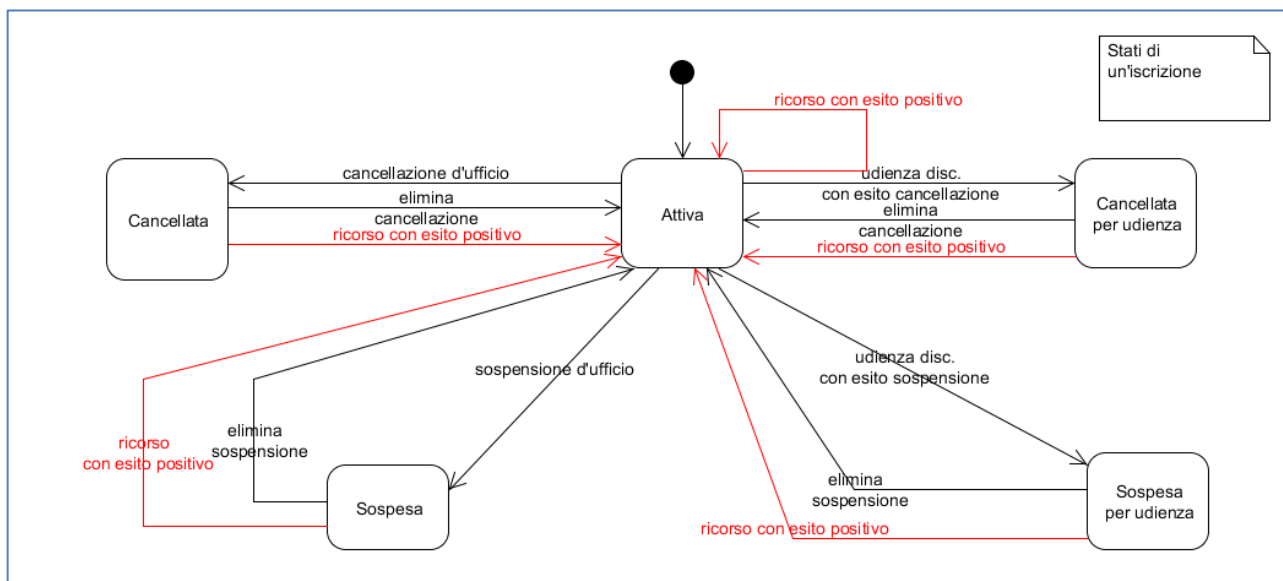 Stati di
un'iscrizione
ricorso con esito positivo
cancellazione d'ufficio
elimina
cancellazione
ricorso con esito positivo
Cancellata
Attiva
udienza disc.
con esito cancellazione
elimina
cancellazione
ricorso con esito positivo
Cancellata
per udienza
sospensione d'ufficio
udienza disc.
con esito sospensione
ricorso
con esito positivo
elimina
sospensione
Sospesa
elimina
sospensione
ricorso con esito positivo
Sospesa
per udienza